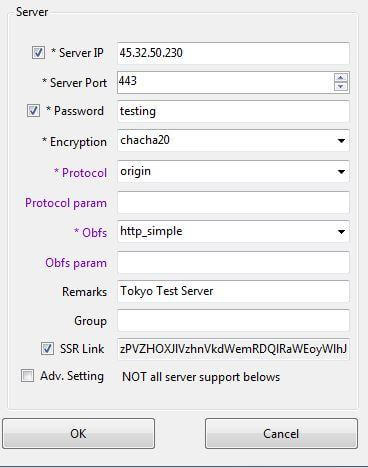 Server
* Server IP 45.32.50.230
* Server Port 443
* Password testing
* Encryption chacha20
* Protocol origin
Protocol param
* Obfs http_simple
Obfs param
Remarks Tokyo Test Server
Group
SSR Link
Adv. Setting NOT all server support belows
OK Cancel